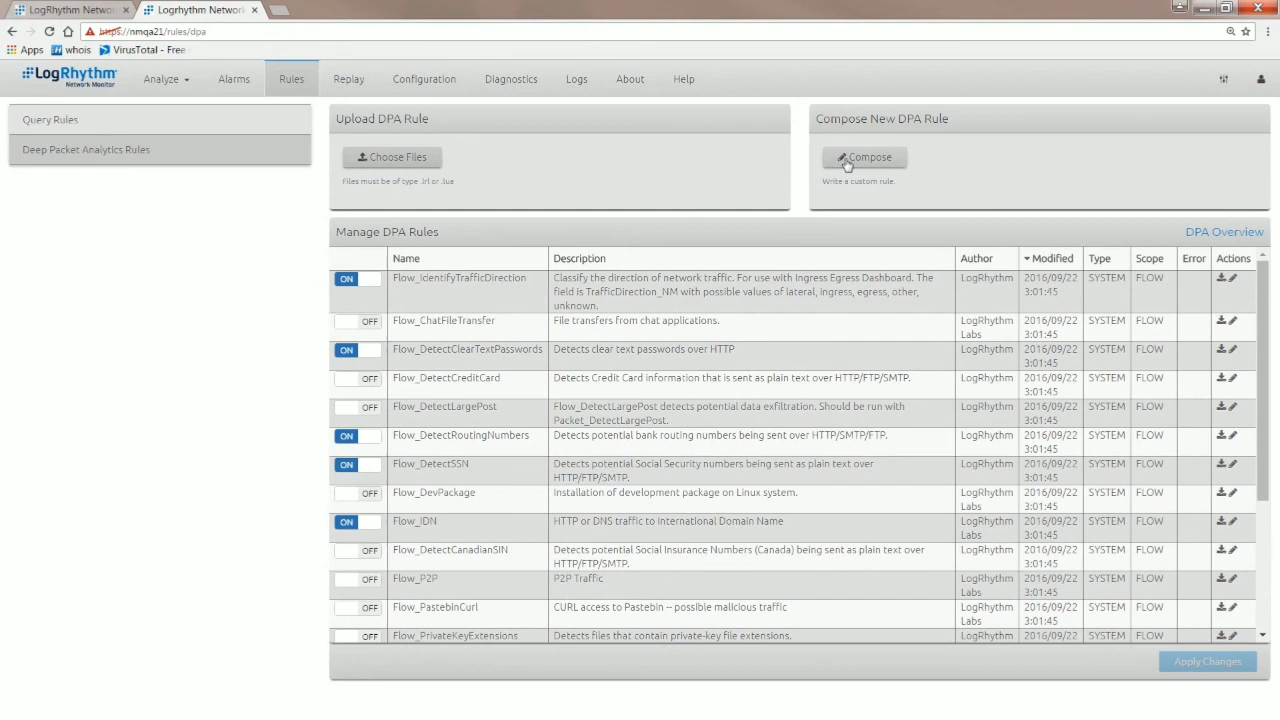 LogRhythm Networ
Logrhythm Network
https://nmqa21/rules/dpa
Apps whois VirusTotal - Free
LogRhythm
Network Monitor
Analyze Alarms Rules Replay Configuration Diagnostics Logs About Help
Query Rules
Deep Packet Analytics Rules
Upload DPA Rule
Choose Files
Files must be of type .lrl or .lua
Compose New DPA Rule
Compose
Write a custom rule.
Manage DPA Rules
DPA Overview
Name Description Author Modified Type Scope Error Actions
ON Flow_IdentifyTrafficDirection Classify the direction of network traffic. For use with Ingress Egress Dashboard. The LogRhythm 2016/09/22 SYSTEM FLOW
field is TrafficDirection_NM with possible values of lateral, ingress, egress, other, 3:01:45
unknown.
OFF Flow_ChatFileTransfer File transfers from chat applications. LogRhythm 2016/09/22 SYSTEM FLOW
Labs 3:01:45
ON Flow_DetectClearTextPasswords Detects clear text passwords over HTTP LogRhythm 2016/09/22 SYSTEM FLOW
3:01:45
OFF Flow_DetectCreditCard Detects Credit Card information that is sent as plain text over HTTP/FTP/SMTP. LogRhythm 2016/09/22 SYSTEM FLOW
3:01:45
OFF Flow_DetectLargePost Flow_DetectLargePost detects potential data exfiltration. Should be run with LogRhythm 2016/09/22 SYSTEM FLOW
Packet_DetectLargePost. 3:01:45
ON Flow_DetectRoutingNumbers Detects potential bank routing numbers being sent over HTTP/SMTP/FTP. LogRhythm 2016/09/22 SYSTEM FLOW
3:01:45
ON Flow_DetectSSN Detects potential Social Security numbers being sent as plain text over LogRhythm 2016/09/22 SYSTEM FLOW
HTTP/FTP/SMTP. 3:01:45
OFF Flow_DevPackage Installation of development package on Linux system. LogRhythm 2016/09/22 SYSTEM FLOW
Labs 3:01:45
ON Flow_IDN HTTP or DNS traffic to International Domain Name LogRhythm 2016/09/22 SYSTEM FLOW
Labs 3:01:45
OFF Flow_DetectCanadianSIN Detects potential Social Insurance Numbers (Canada) being sent as plain text over LogRhythm 2016/09/22 SYSTEM FLOW
HTTP/FTP/SMTP. Labs 3:01:45
OFF Flow_P2P P2P Traffic LogRhythm 2016/09/22 SYSTEM FLOW
Labs 3:01:45
OFF Flow_PastebinCurl CURL access to Pastebin -- possible malicious traffic LogRhythm 2016/09/22 SYSTEM FLOW
Labs 3:01:45
OFF Flow_PrivateKeyExtensions Detects files that contain private-key file extensions. LogRhythm 2016/09/22 SYSTEM FLOW
Apply Changes